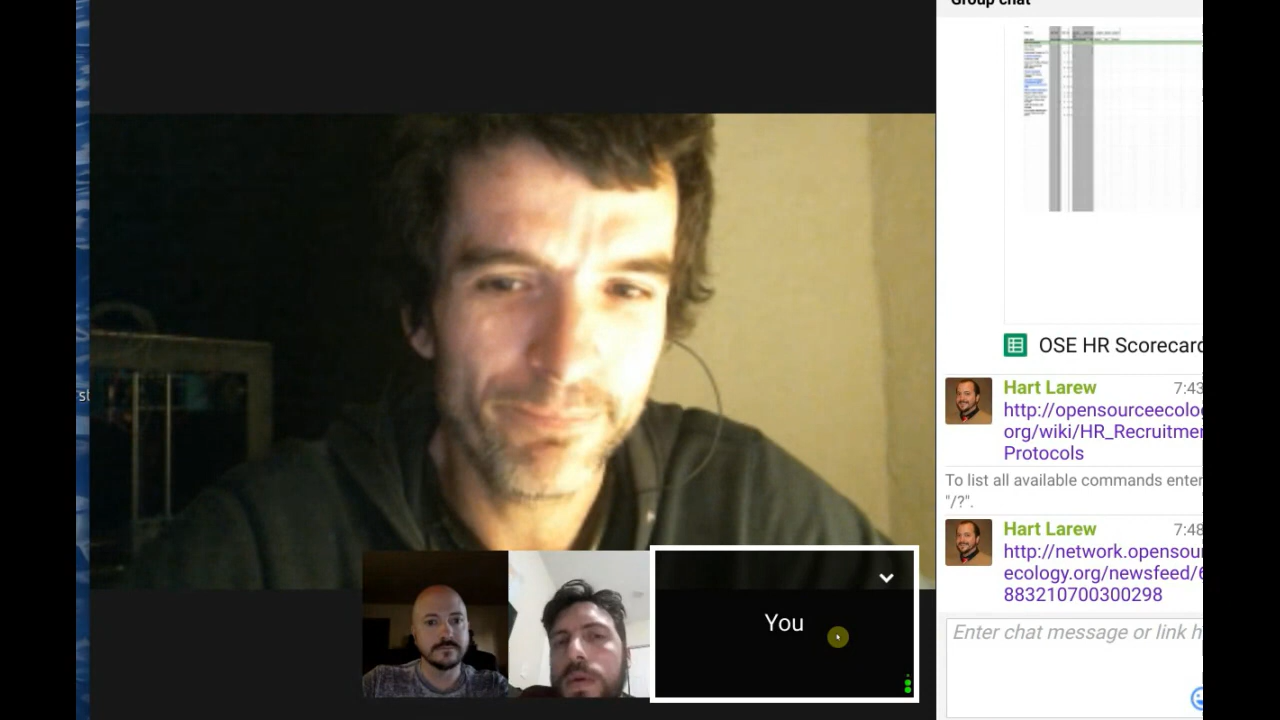 Group chat
OSE HR Scorecard
Hart Larew 7:43
http://opensourceecolo
org/wiki/HR_Recruitmen
Protocols
To list all available commands enter
"/?".
Hart Larew 7:48
http://network.opensou
ecology.org/newsfeed/6
883210700300298
Enter chat message or link h
You